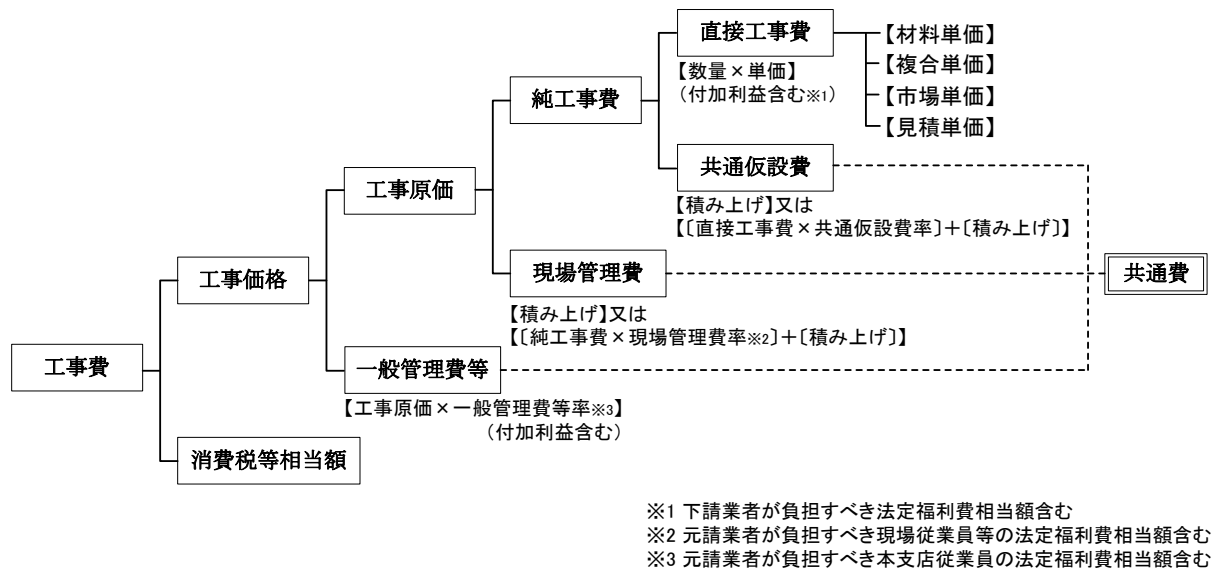 直接工事費
【数量×単価】
(付加利益含む※1)
【材料単価】
【複合単価】
【市場単価】
【見積単価】
純工事費
共通仮設費
【積み上げ】又は
【〔直接工事費×共通仮設費率〕+〔積み上げ〕】
工事原価
現場管理費
【積み上げ】又は
【〔純工事費×現場管理費率※2〕+〔積み上げ〕】
共通費
工事価格
一般管理費等
【工事原価×一般管理費等率※3】
(付加利益含む)
工事費
消費税等相当額
※1 下請業者が負担すべき法定福利費相当額含む
※2 元請業者が負担すべき現場従業員等の法定福利費相当額含む
※3 元請業者が負担すべき本支店従業員の法定福利費相当額含む